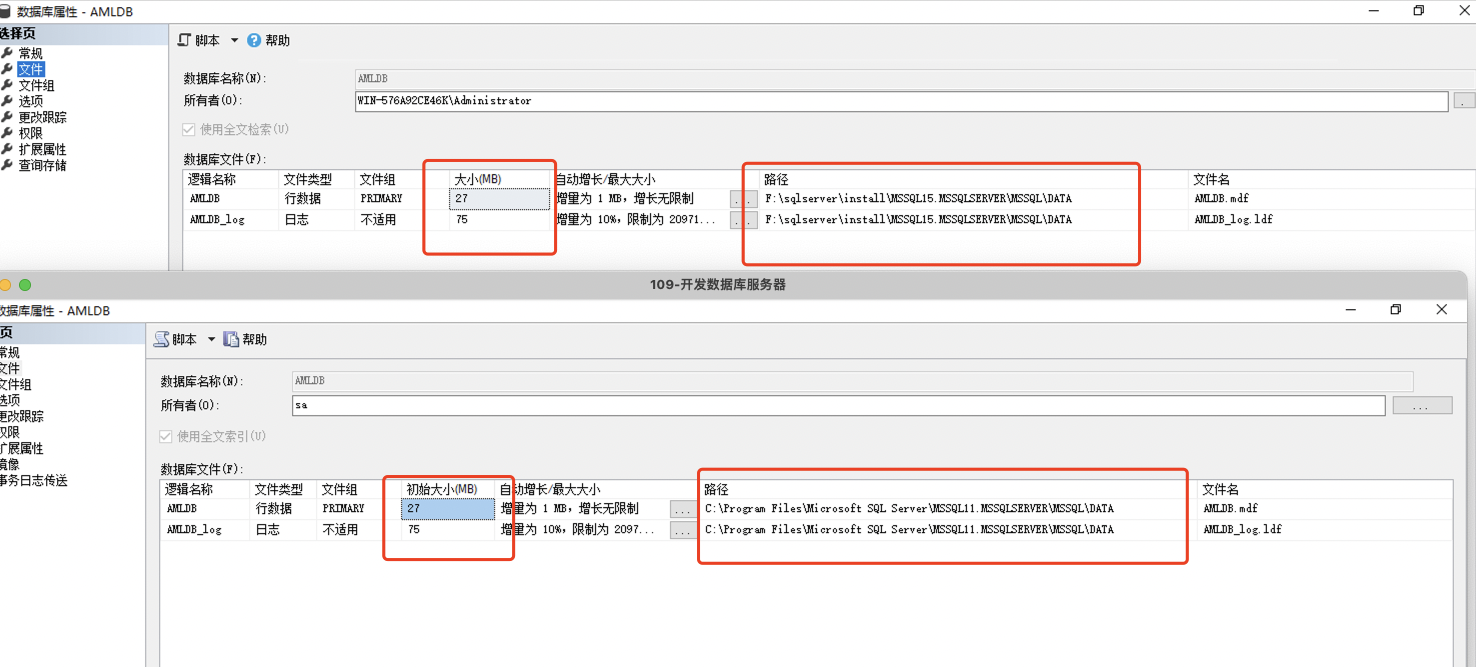 数据库属性 - AMLDB
选择页
常规
文件
文件组
选项
更改跟踪
权限
扩展属性
查询存储
脚本 帮助
数据库名称(N): AMLDB
所有者(O): WIN-576A92CE46K\Administrator
使用全文检索(U)
数据库文件(F):
逻辑名称 文件类型 文件组 大小(MB) 自动增长/最大大小 路径 文件名
AMLDB 行数据 PRIMARY 27 增量为 1 MB，增长无限制 ... F:\sqlserver\install\MSSQL15.MSSQLSERVER\MSSQL\DATA AMLDB.mdf
AMLDB_log 日志 不适用 75 增量为 10%，限制为 20971... ... F:\sqlserver\install\MSSQL15.MSSQLSERVER\MSSQL\DATA AMLDB_log.ldf
109-开发数据库服务器
数据库属性 - AMLDB
页
常规
文件
文件组
选项
更改跟踪
权限
扩展属性
镜像
事务日志传送
脚本 帮助
数据库名称(N): AMLDB
所有者(O): sa ...
使用全文索引(U)
数据库文件(F):
逻辑名称 文件类型 文件组 初始大小(MB) 自动增长/最大大小 路径 文件名
AMLDB 行数据 PRIMARY 27 增量为 1 MB，增长无限制 ... C:\Program Files\Microsoft SQL Server\MSSQL11.MSSQLSERVER\MSSQL\DATA AMLDB.mdf
AMLDB_log 日志 不适用 75 增量为 10%，限制为 2097... ... C:\Program Files\Microsoft SQL Server\MSSQL11.MSSQLSERVER\MSSQL\DATA AMLDB_log.ldf